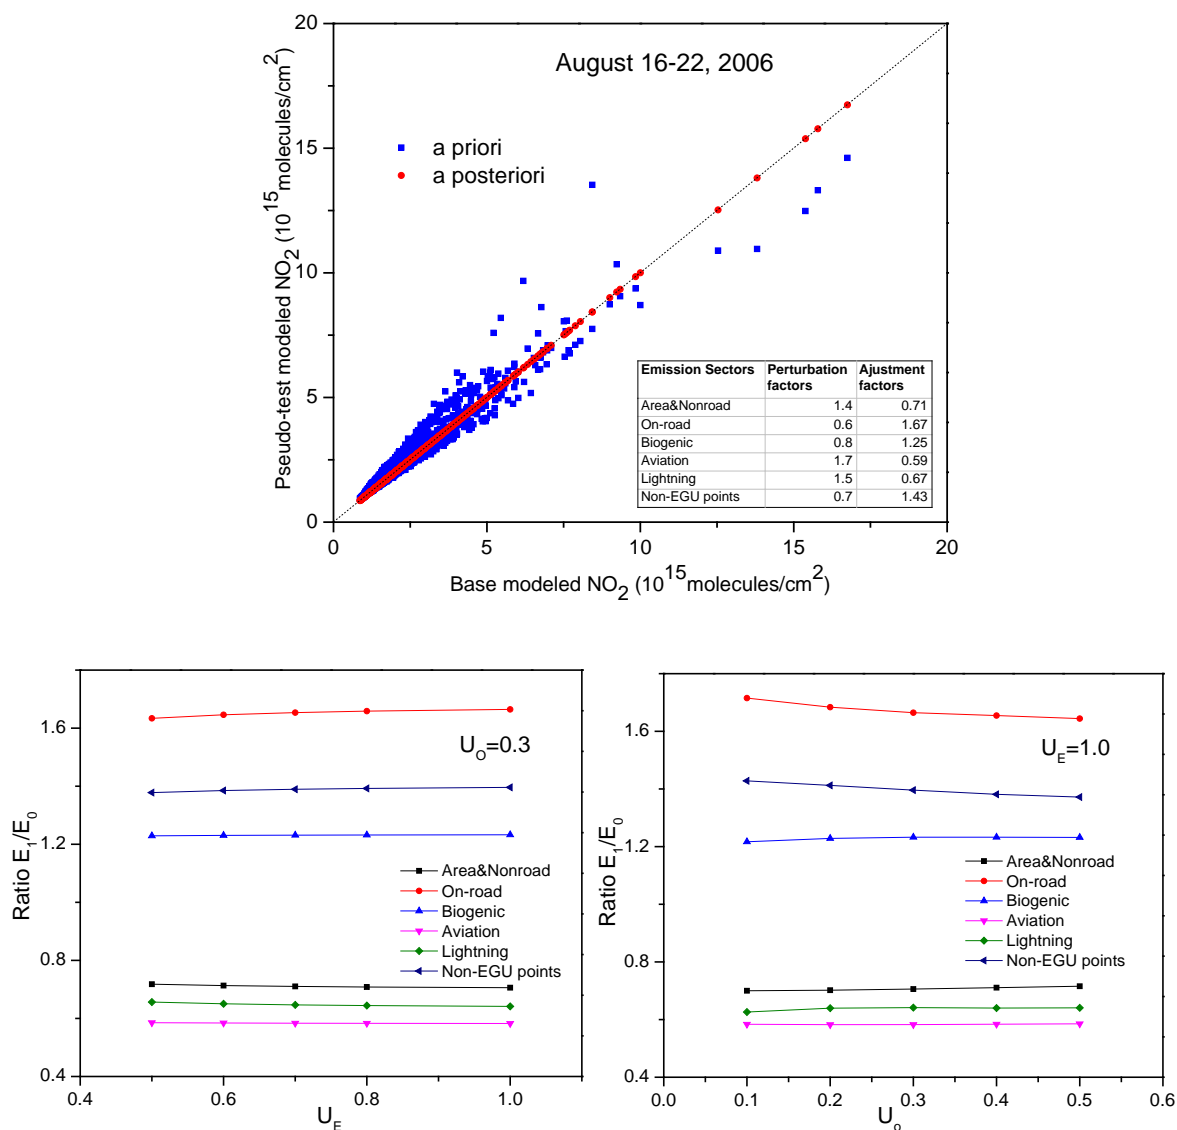 August 16-22, 2006
Pseudo-test modeled NO2 (10^15 molecules/cm^2)
20
15
10
5
0
a priori
a posteriori
Emission Sectors Perturbation factors Ajustment factors
Area&Nonroad 1.4 0.71
On-road 0.6 1.67
Biogenic 0.8 1.25
Aviation 1.7 0.59
Lightning 1.5 0.67
Non-EGU points 0.7 1.43
0 5 10 15 20
Base modeled NO2 (10^15 molecules/cm^2)
Ratio E1/E0
1.6
1.2
0.8
0.4
UO=0.3
Area&Nonroad
On-road
Biogenic
Aviation
Lightning
Non-EGU points
0.4 0.6 0.8 1.0
UE
Ratio E1/E0
1.6
1.2
0.8
0.4
UE=1.0
Area&Nonroad
On-road
Biogenic
Aviation
Lightning
Non-EGU points
0.0 0.1 0.2 0.3 0.4 0.5 0.6
Uo